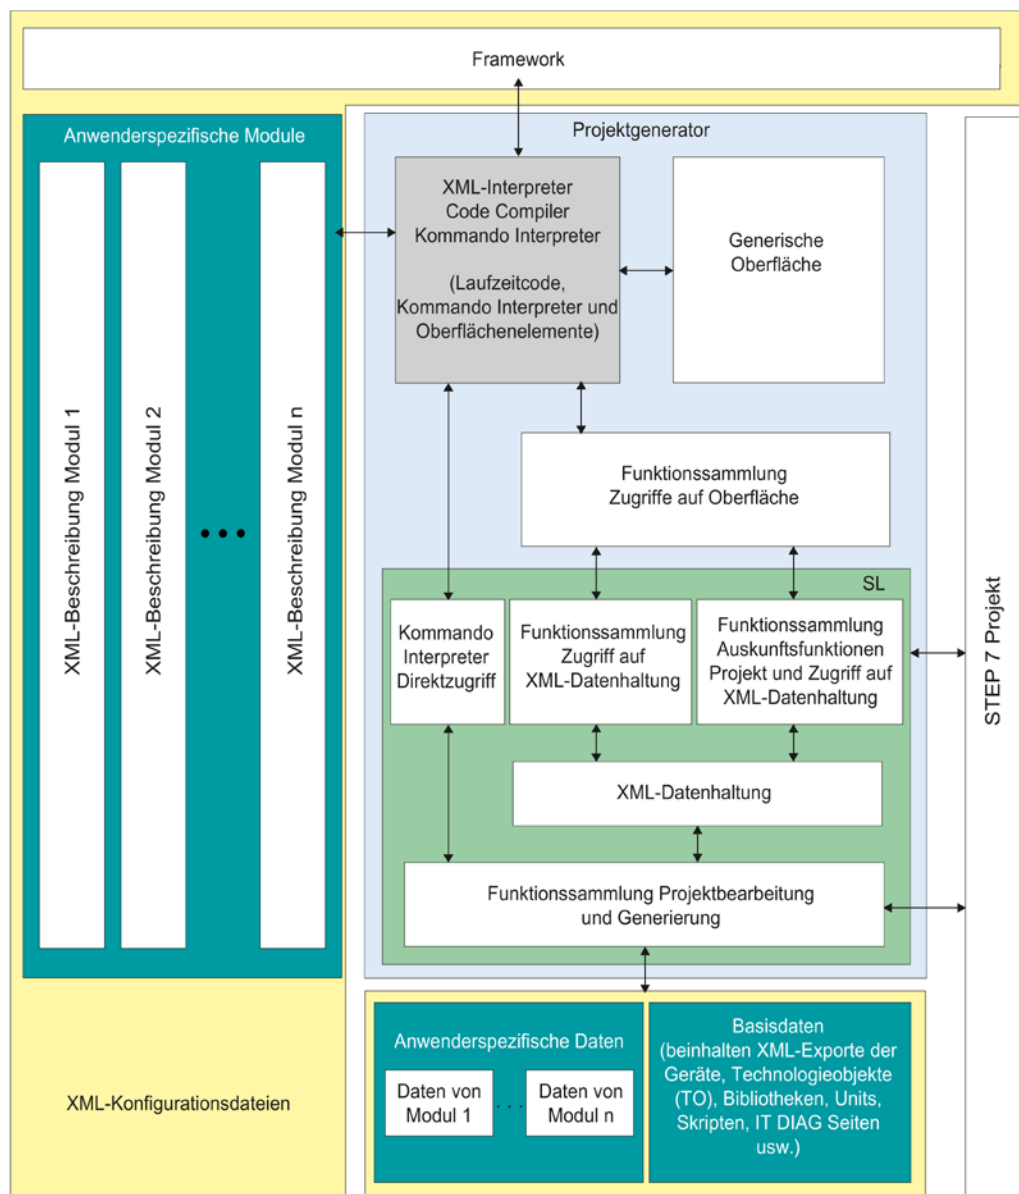 Framework
Anwenderspezifische Module
XML-Beschreibung Modul 1
XML-Beschreibung Modul 2
XML-Beschreibung Modul n
Projektgenerator
XML-Interpreter
Code Compiler
Kommando Interpreter
(Laufzeitcode,
Kommando Interpreter und
Oberflächenelemente)
Generische
Oberfläche
Funktionssammlung
Zugriffe auf Oberfläche
SL
Kommando
Interpreter
Direktzugriff
Funktionssammlung
Zugriff auf
XML-Datenhaltung
Funktionssammlung
Auskunftsfunktionen
Projekt und Zugriff auf
XML-Datenhaltung
XML-Datenhaltung
Funktionssammlung Projektbearbeitung
und Generierung
STEP 7 Projekt
XML-Konfigurationsdateien
Anwenderspezifische Daten
Daten von
Modul 1
. . .
Daten von
Modul n
Basisdaten
(beinhalten XML-Exporte der
Geräte, Technologieobjekte
(TO), Bibliotheken, Units,
Skripten, IT DIAG Seiten
usw.)